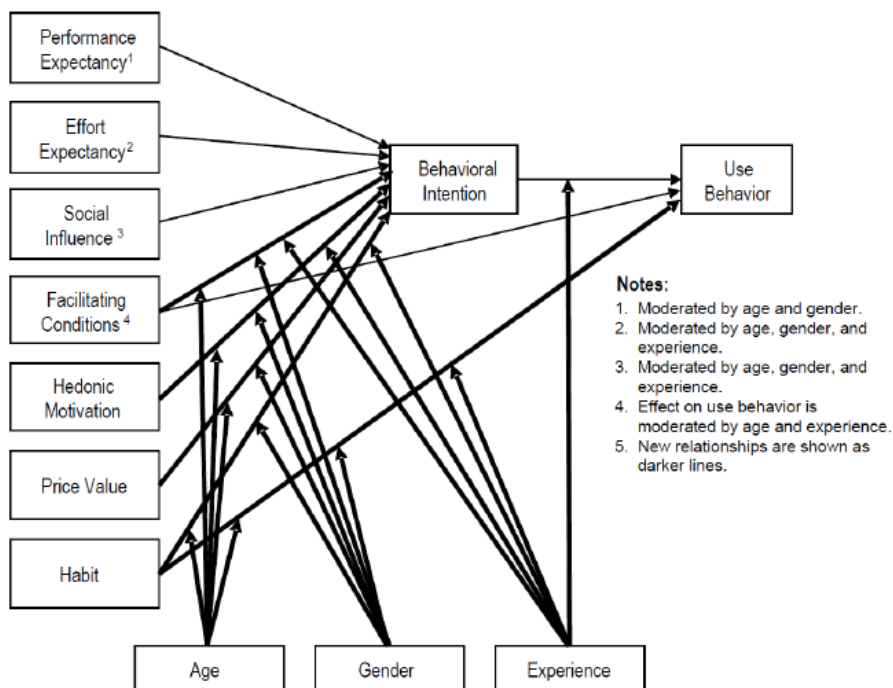 Performance
Expectancy1
Effort
Expectancy2
Behavioral
Intention
Use
Behavior
Social
Influence 3
Facilitating
Conditions 4
Hedonic
Motivation
Price Value
Habit
Notes:
1. Moderated by age and gender.
2. Moderated by age, gender, and
experience.
3. Moderated by age, gender, and
experience.
4. Effect on use behavior is
moderated by age and experience.
5. New relationships are shown as
darker lines.
Age
Gender
Experience